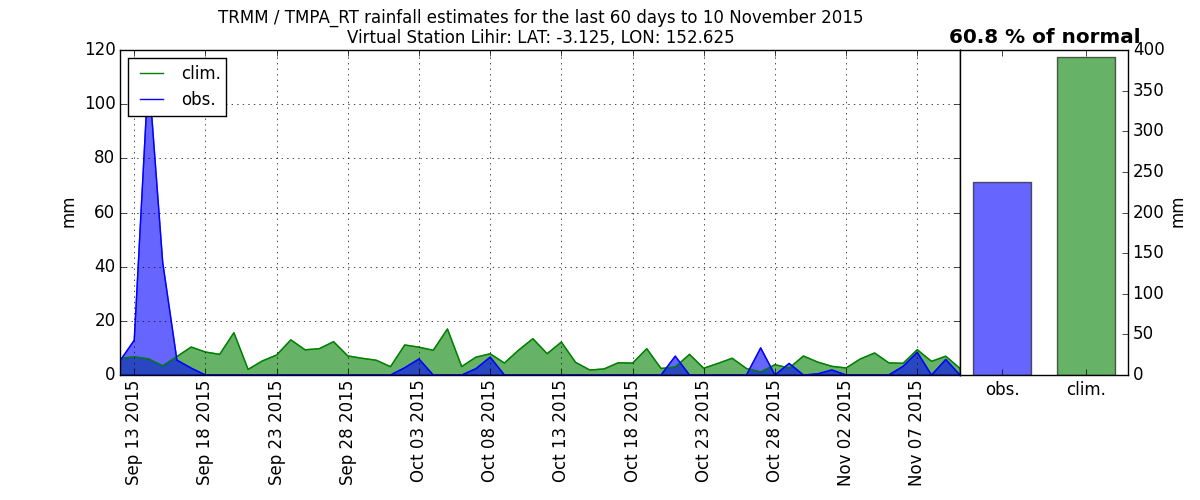 TRMM / TMPA_RT rainfall estimates for the last 60 days to 10 November 2015
Virtual Station Lihir: LAT: -3.125, LON: 152.625
60.8 % of normal
clim.
obs.
120
100
80
60
40
20
0
mm
400
350
300
250
200
150
100
50
0
mm
Sep 13 2015
Sep 18 2015
Sep 23 2015
Sep 28 2015
Oct 03 2015
Oct 08 2015
Oct 13 2015
Oct 18 2015
Oct 23 2015
Oct 28 2015
Nov 02 2015
Nov 07 2015
obs.
clim.